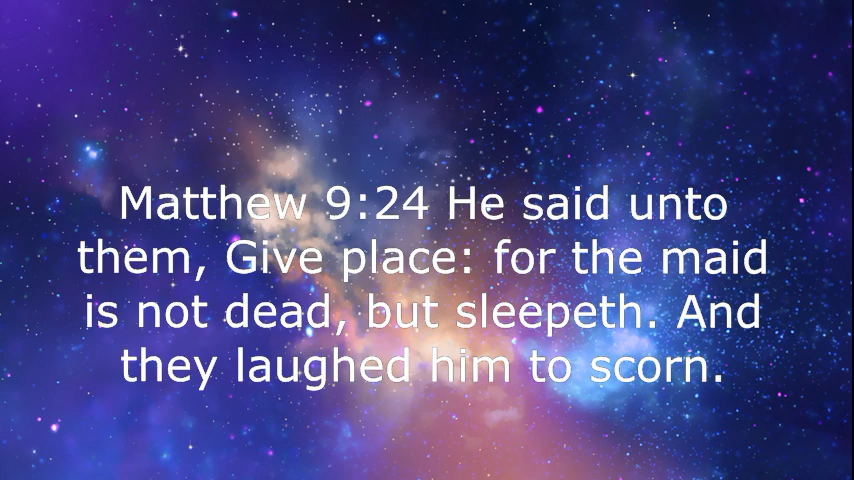 Matthew 9:24 He said unto
them, Give place: for the maid
is not dead, but sleepeth. And
they laughed him to scorn.